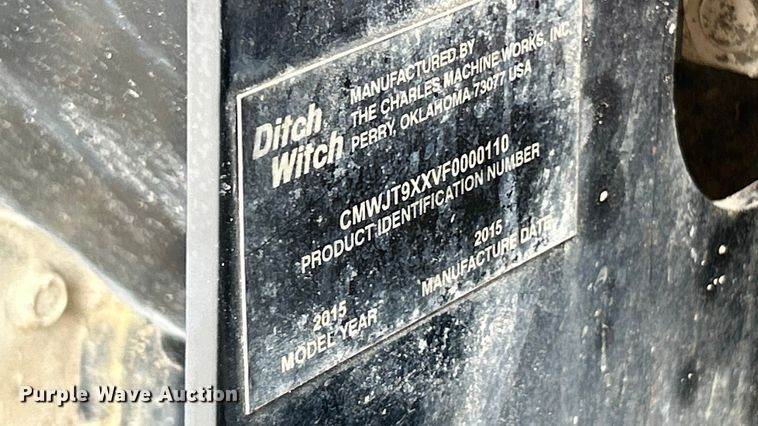 Ditch
Witch
MANUFACTURED BY
THE CHARLES MACHINE WORKS, INC.
PERRY, OKLAHOMA 73077 USA
CMWJT9XXVF0000110
PRODUCT IDENTIFICATION NUMBER
2015
MODEL YEAR
2015
MANUFACTURE DATE
Purple Wave Auction